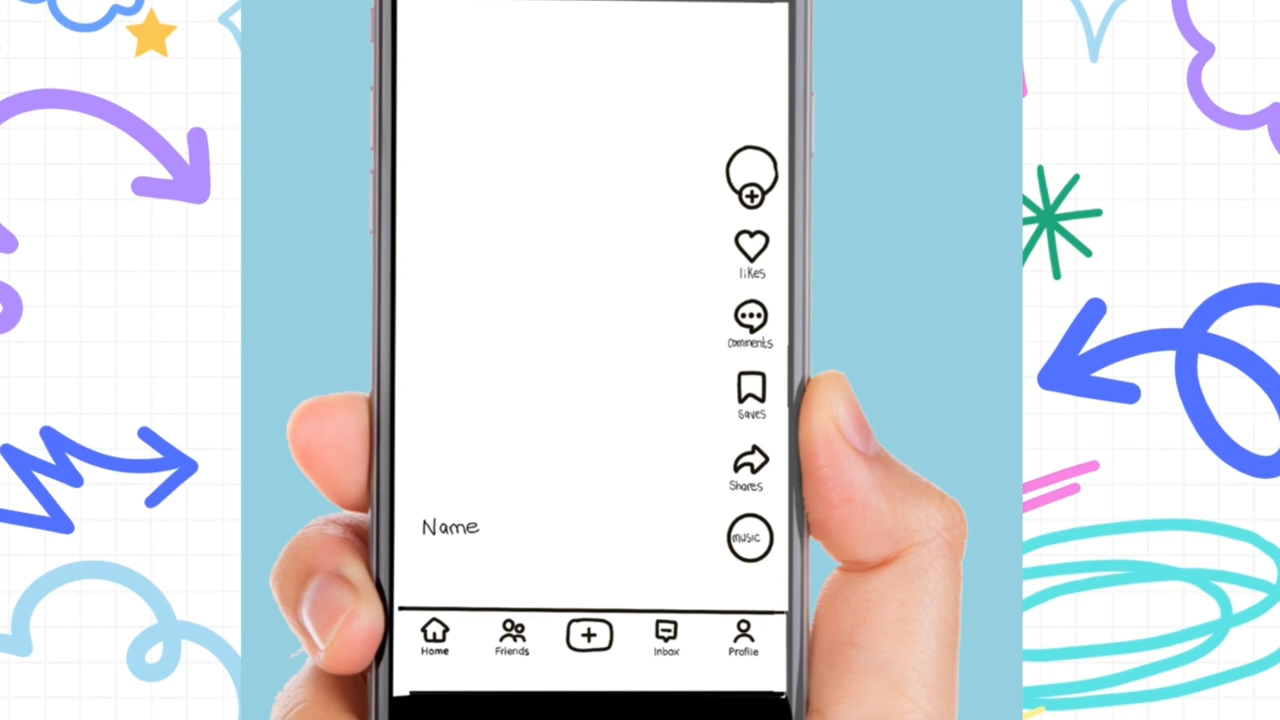 likes
comments
saves
Shares
music
Name
Home
Friends
Inbox
Profile